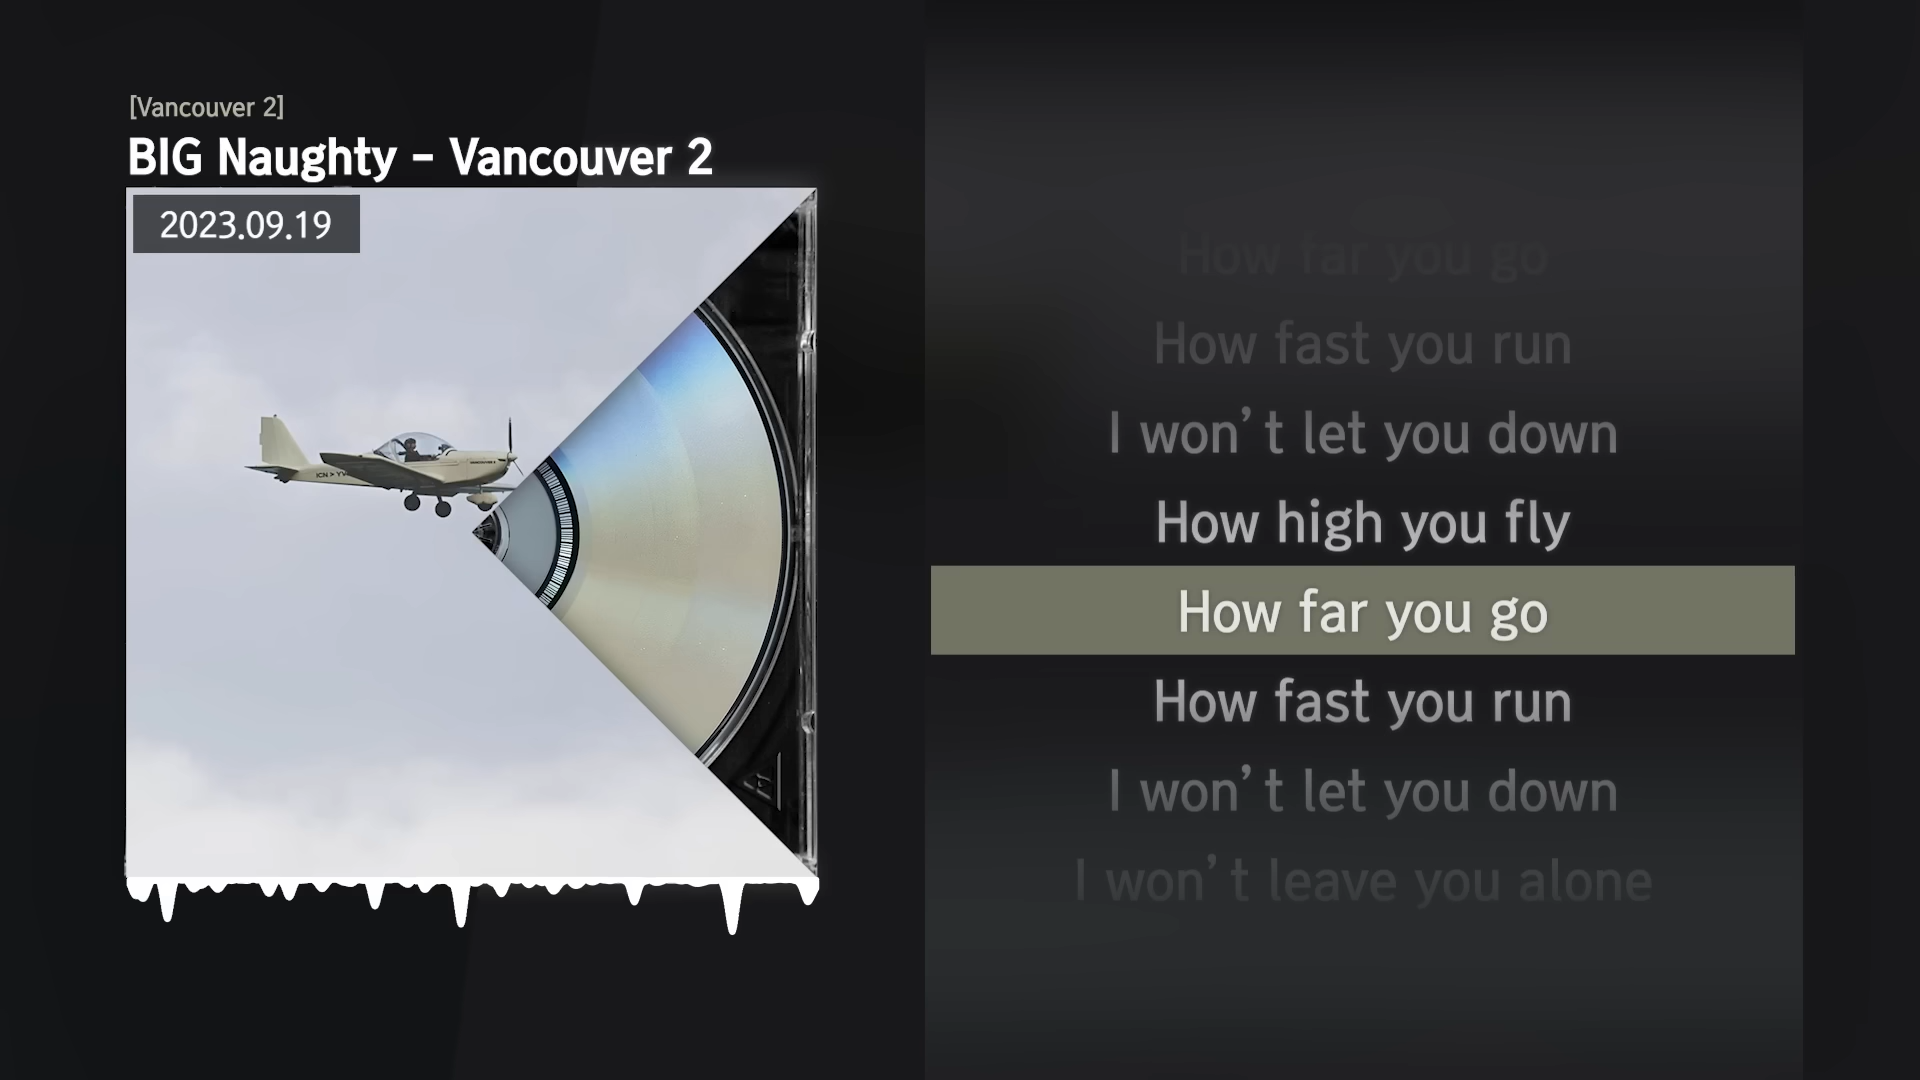 [Vancouver 2]
BIG Naughty - Vancouver 2
2023.09.19
VANCOUVER 2
How far you go
How fast you run
I won't let you down
How high you fly
How far you go
How fast you run
I won't let you down
I won't leave you alone